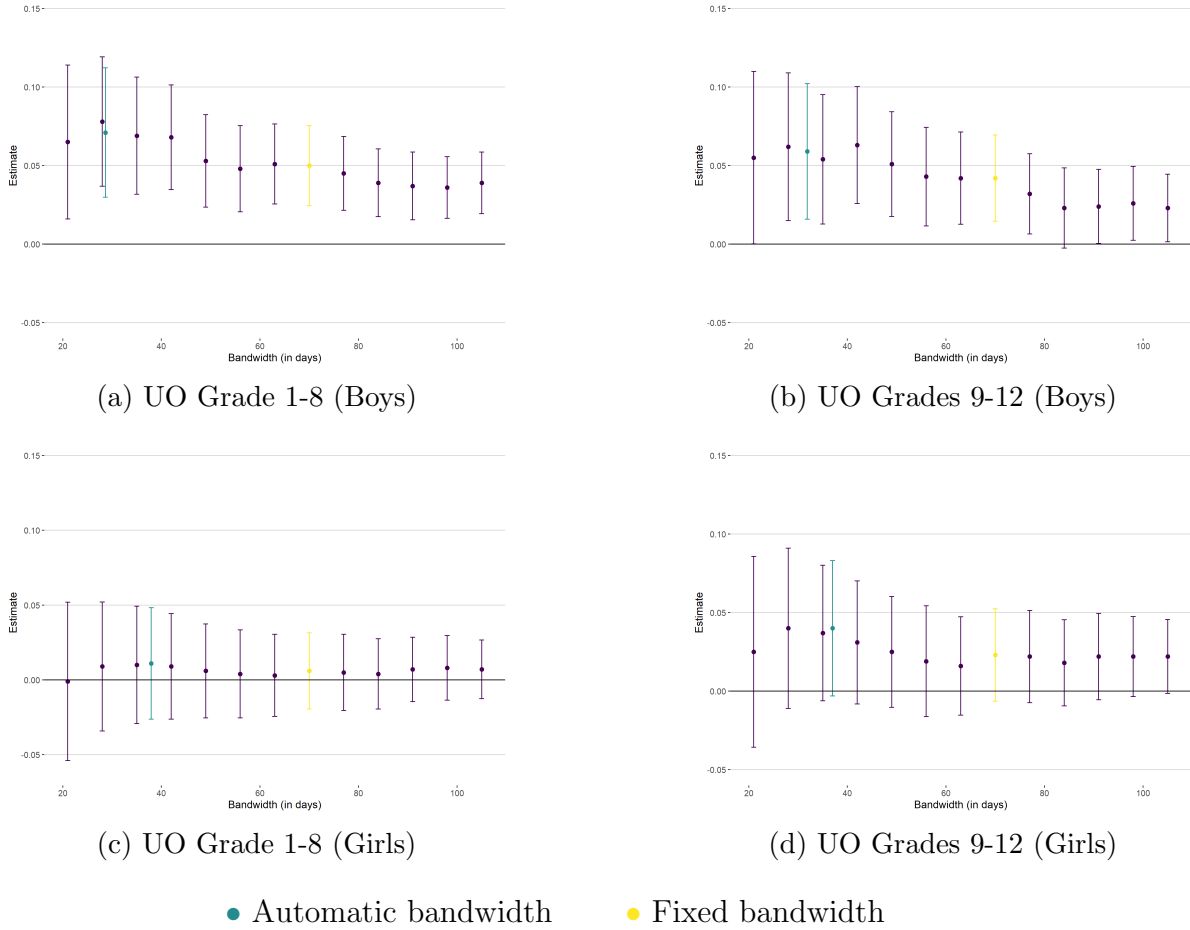 0.15
0.10
0.05
0.00
-0.05
Estimate
20 40 60 80 100
Bandwidth (in days)
(a) UO Grade 1-8 (Boys)
0.15
0.10
0.05
0.00
-0.05
Estimate
20 40 60 80 100
Bandwidth (in days)
(b) UO Grades 9-12 (Boys)
0.15
0.10
0.05
0.00
-0.05
Estimate
20 40 60 80 100
Bandwidth (in days)
(c) UO Grade 1-8 (Girls)
0.15
0.10
0.05
0.00
-0.05
Estimate
20 40 60 80 100
Bandwidth (in days)
(d) UO Grades 9-12 (Girls)
Automatic bandwidth
Fixed bandwidth